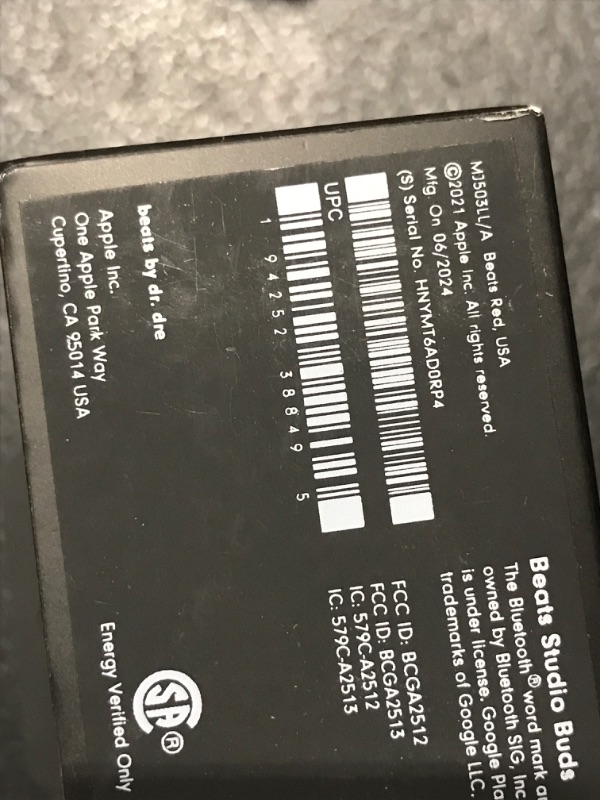 MJ503LL/A Beats Red, USA
©2021 Apple Inc. All rights reserved.
Mfg. On 06/2024
(S) Serial No. HNYMT6AD0RP4
UPC
1 94252 38849 5
beats by dr. dre
Apple Inc.
One Apple Park Way
Cupertino, CA 95014 USA
Beats Studio Buds
The Bluetooth® word mark
owned by Bluetooth SIG, Inc
is under license. Google
trademarks of Google LLC.
FCC ID: BCGA2512
FCC ID: BCGA2513
IC: 579C-A2512
IC: 579C-A2513
SA®
Energy Verified Only